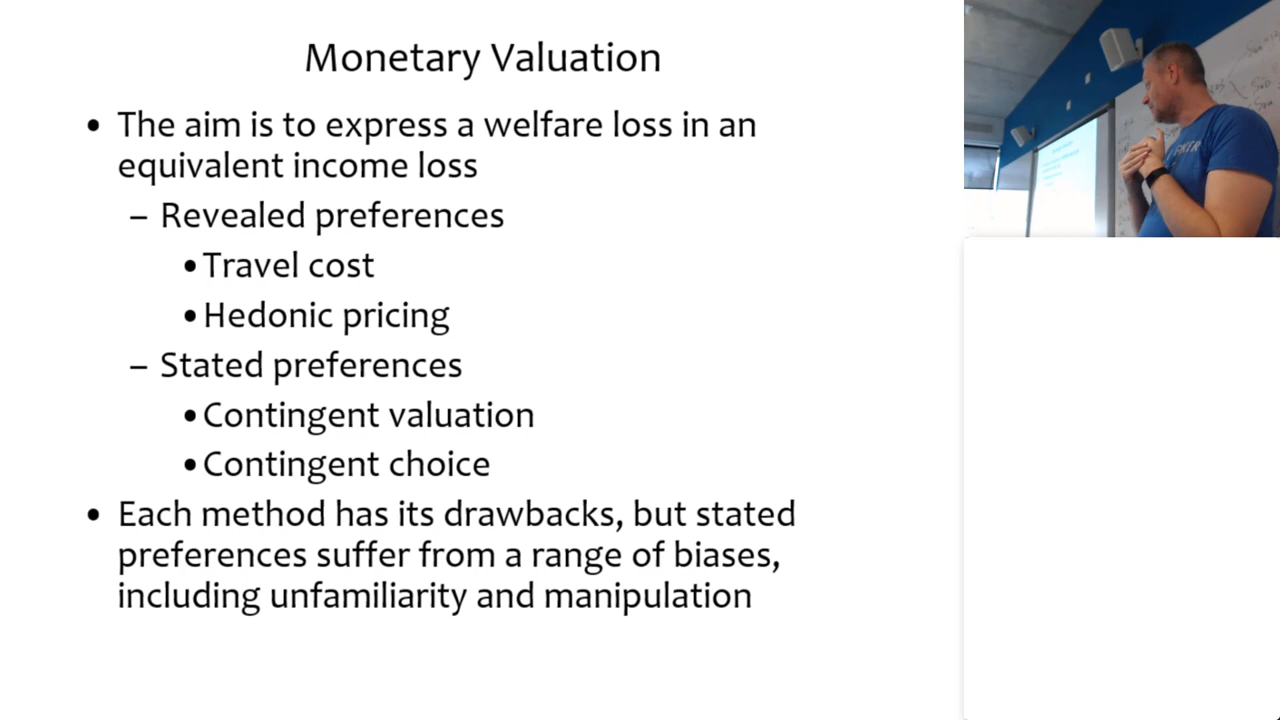 Monetary Valuation
• The aim is to express a welfare loss in an
equivalent income loss
– Revealed preferences
• Travel cost
• Hedonic pricing
– Stated preferences
• Contingent valuation
• Contingent choice
• Each method has its drawbacks, but stated
preferences suffer from a range of biases,
including unfamiliarity and manipulation